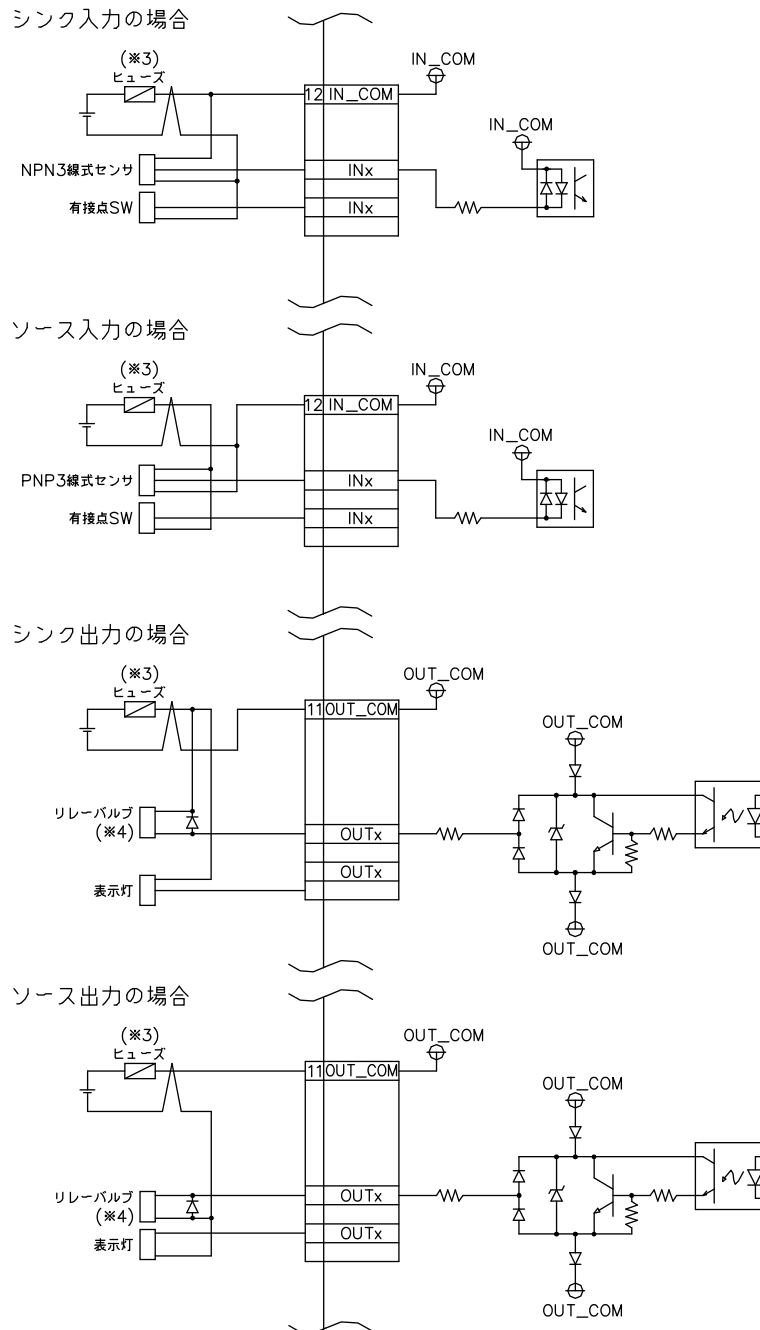 シンク入力の場合
(※3)
ヒューズ
IN_COM
12 IN_COM
IN_COM
NPN3線式センサ
INx
有接点SW
INx
ソース入力の場合
(※3)
ヒューズ
IN_COM
12 IN_COM
IN_COM
PNP3線式センサ
INx
有接点SW
INx
シンク出力の場合
(※3)
ヒューズ
OUT_COM
11 OUT_COM
OUT_COM
リレーバルブ
(※4)
OUTx
OUTx
表示灯
OUT_COM
ソース出力の場合
(※3)
ヒューズ
OUT_COM
11 OUT_COM
OUT_COM
リレーバルブ
(※4)
OUTx
OUTx
表示灯
OUT_COM